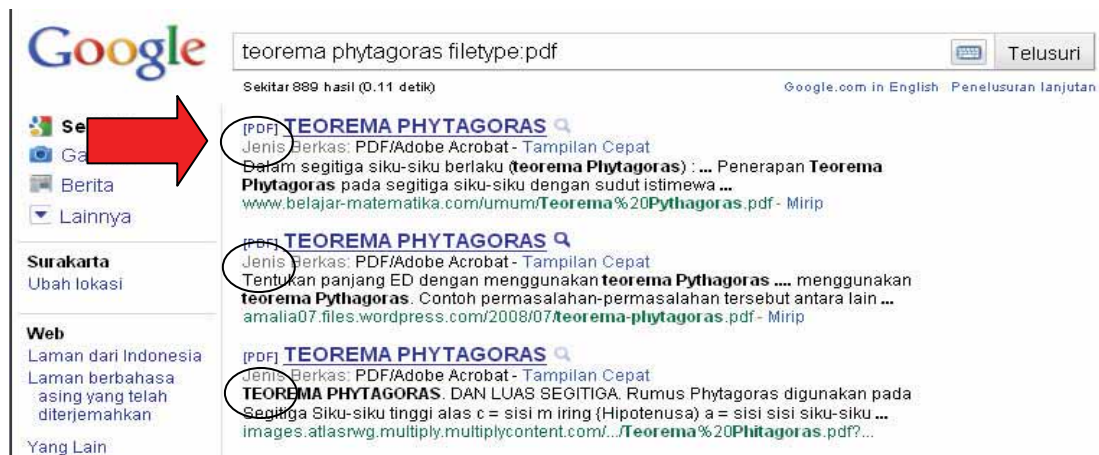 Google
teorema phytagoras filetype:pdf
Telusuri
Sekitar 889 hasil (0.11 detik)
Google.com in English Penelusuran lanjutan
Se
Ga
Berita
Lainnya
Surakarta
Ubah lokasi
Web
Laman dari Indonesia
Laman berbahasa
asing yang telah
diterjemahkan
Yang Lain
[PDF] TEOREMA PHYTAGORAS
Jenis Berkas: PDF/Adobe Acrobat - Tampilan Cepat
Dalam segitiga siku-siku berlaku (teorema Phytagoras) : ... Penerapan Teorema
Phytagoras pada segitiga siku-siku dengan sudut istimewa ...
www.belajar-matematika.com/umum/Teorema%20Pythagoras.pdf - Mirip
[PDF] TEOREMA PHYTAGORAS
Jenis Berkas: PDF/Adobe Acrobat - Tampilan Cepat
Tentukan panjang ED dengan menggunakan teorema Pythagoras .... menggunakan
teorema Pythagoras. Contoh permasalahan-permasalahan tersebut antara lain ...
amalia07.files.wordpress.com/2008/07/teorema-phytagoras.pdf - Mirip
[PDF] TEOREMA PHYTAGORAS
Jenis Berkas: PDF/Adobe Acrobat - Tampilan Cepat
TEOREMA PHYTAGORAS. DAN LUAS SEGITIGA. Rumus Phytagoras digunakan pada
Segitiga Siku-siku tinggi alas c = sisi m iring {Hipotenusa) a = sisi sisi siku-siku ...
images.atlasrwg.multiply.multiplycontent.com/.../Teorema%20Phitagoras.pdf?...